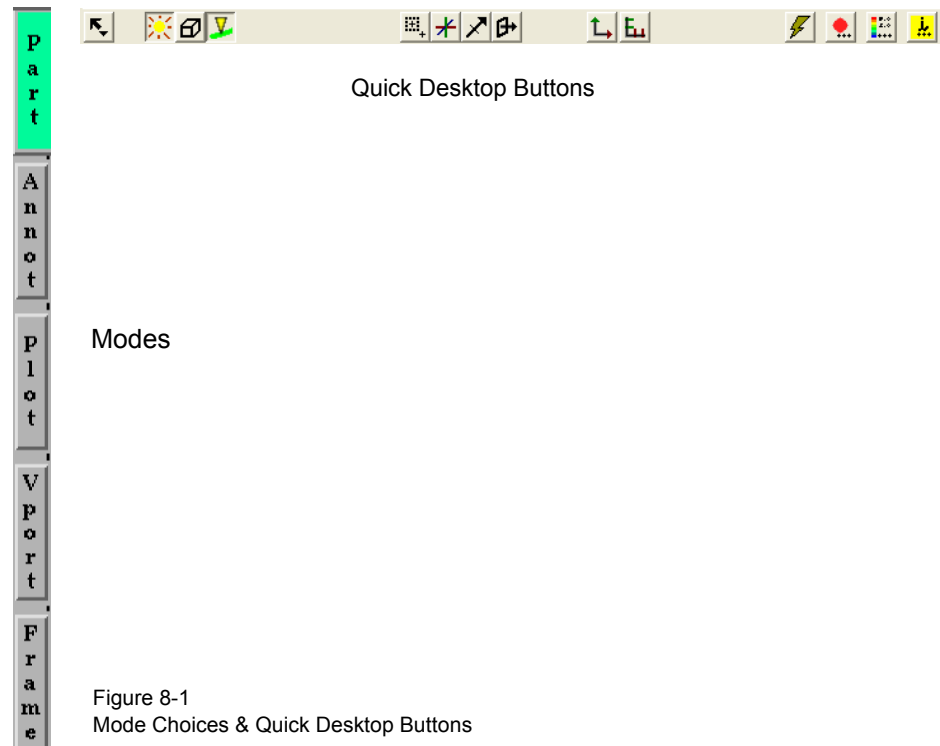 Part
Quick Desktop Buttons
Annot
Modes
Plot
Vport
Frame
Figure 8-1
Mode Choices & Quick Desktop Buttons